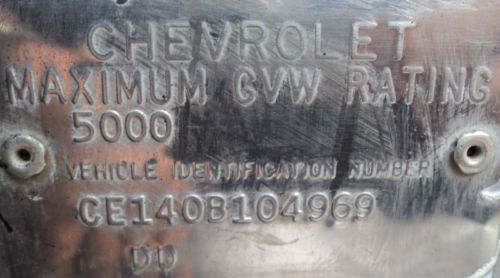 CHEVROLET
MAXIMUM GVW RATING
5000
VEHICLE IDENTIFICATION NUMBER
CE140B104969
DD